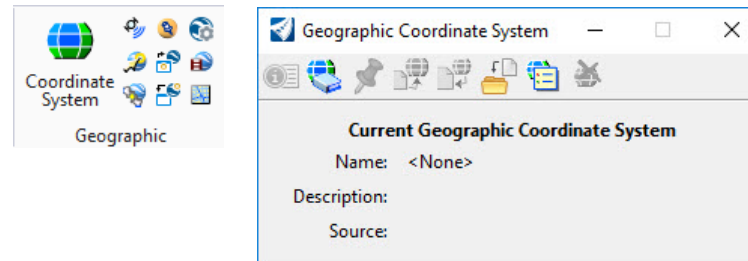 Coordinate
System
Geographic
Geographic Coordinate System
Current Geographic Coordinate System
Name: <None>
Description:
Source: